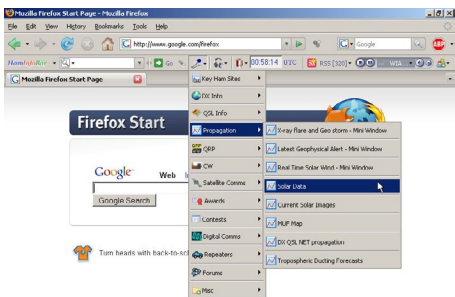 Mozilla Firefox Start Page - Mozilla Firefox
File Edit View History Bookmarks Tools Help
http://www.google.com/firefox
Google
ABP
Go
00:58:14 UTC
RSS [320]
WIA
Mozilla Firefox Start Page
Key Ham Sites
DX Info
QSL Info
Propagation
QRP
CW
Satellite Comms
Awards
Contests
Digital Comms
Repeaters
Forums
Misc
X-ray flare and Geo storm - Mini Window
Latest Geophysical Alert - Mini Window
Real Time Solar Wind - Mini Window
Solar Data
Current Solar Images
MUF Map
DX QSL NET propagation
Tropospheric Ducting Forecasts
Firefox Start
Google
Web
Google Search
Turn heads with back-to-sc